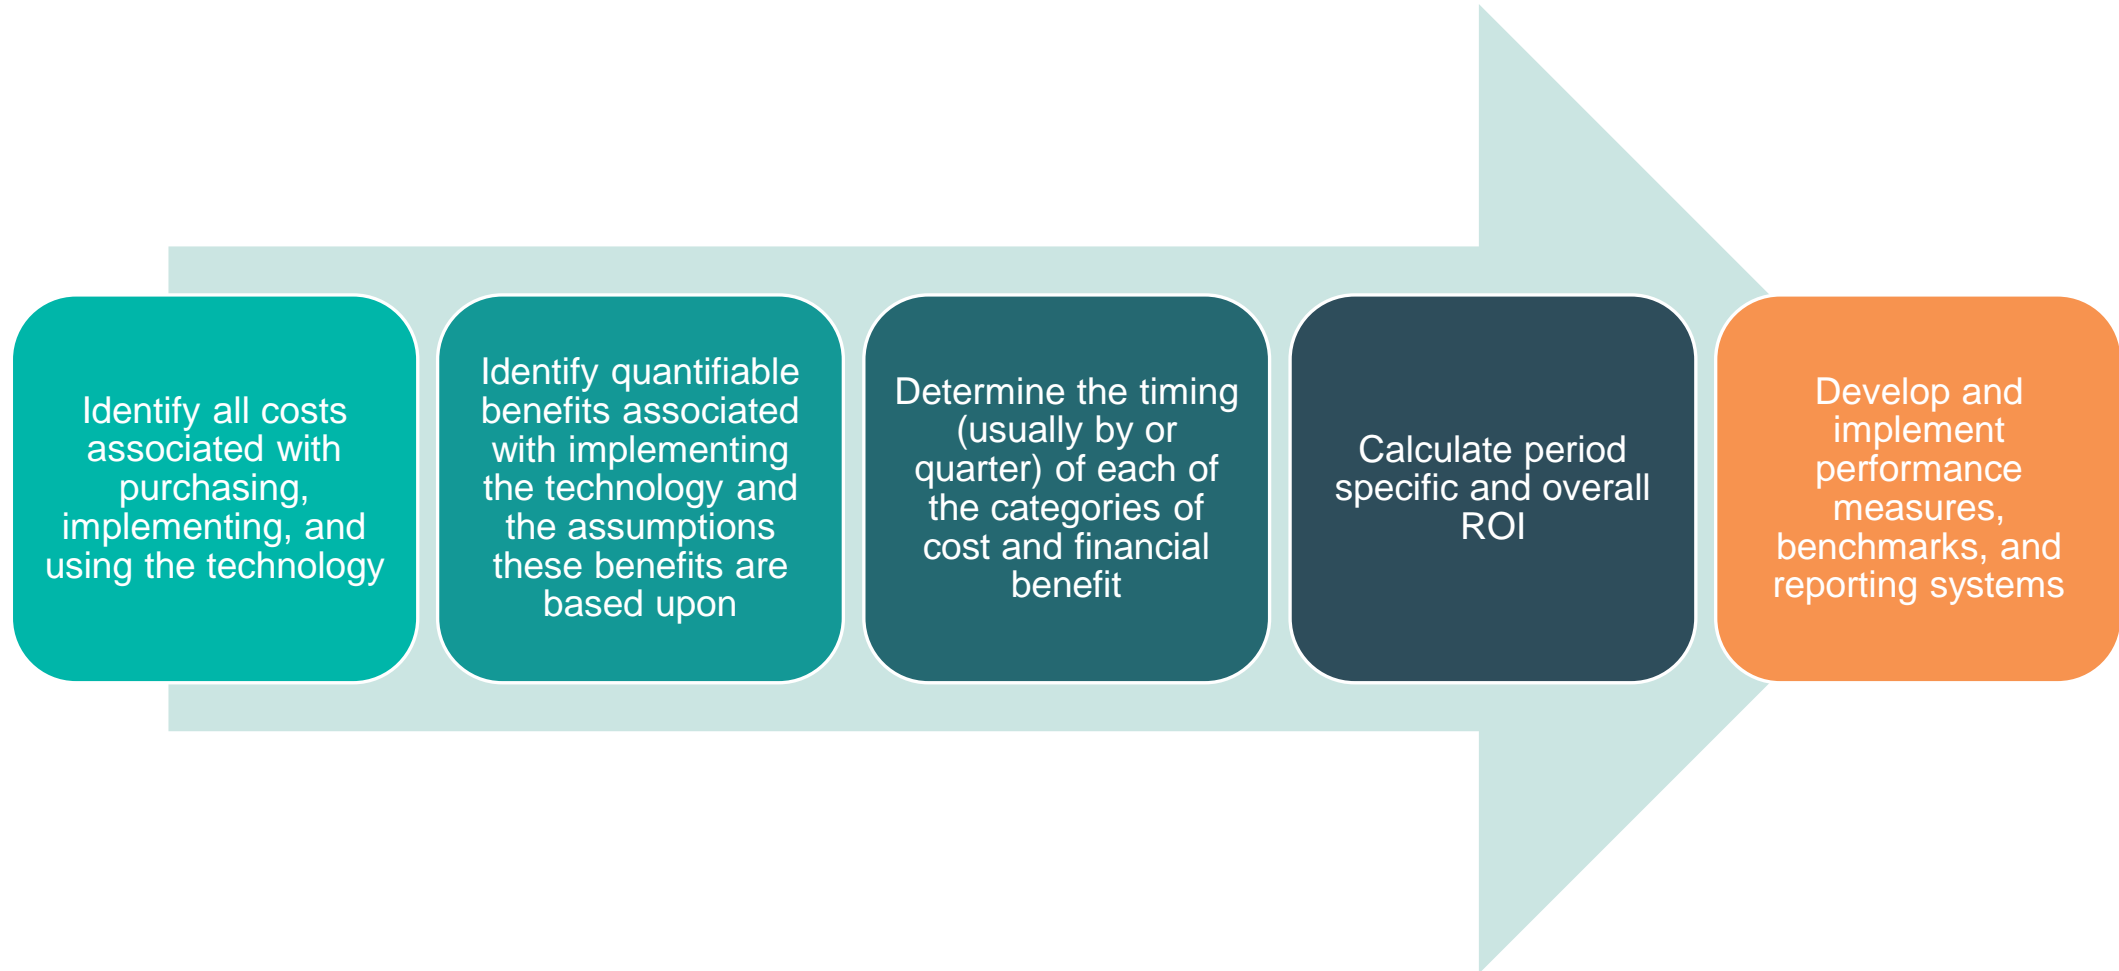 Identify all costs
associated with
purchasing,
implementing, and
using the technology
Identify quantifiable
benefits associated
with implementing
the technology and
the assumptions
these benefits are
based upon
Determine the timing
(usually by or
quarter) of each of
the categories of
cost and financial
benefit
Calculate period
specific and overall
ROI
Develop and
implement
performance
measures,
benchmarks, and
reporting systems